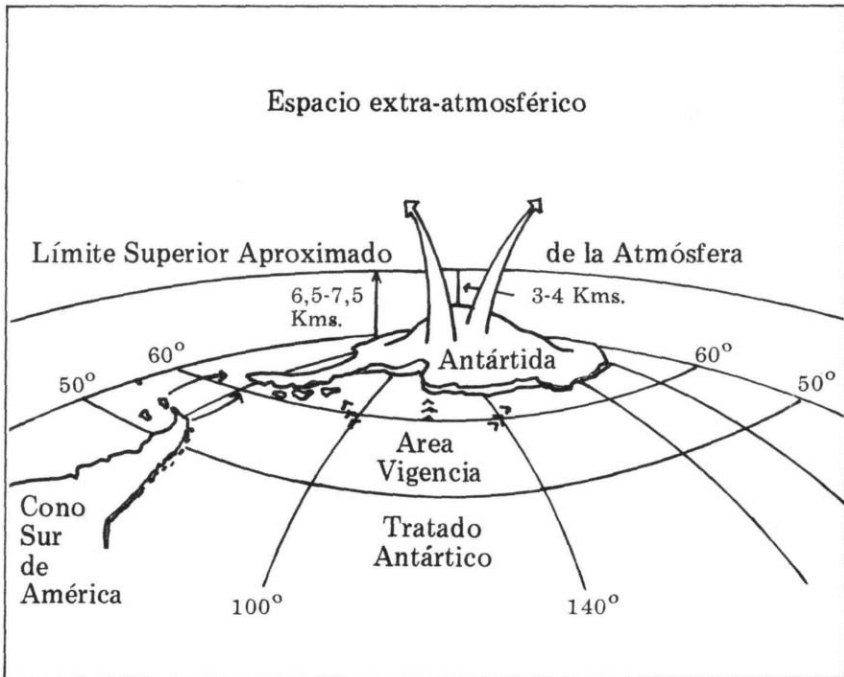 Espacio extra-atmosférico
Límite Superior Aproximado
de la Atmósfera
6,5-7,5
Kms.
3-4 Kms.
Antártida
50°
60°
60°
50°
Area
Vigencia
Tratado
Antártico
Cono
Sur
de
América
100°
140°